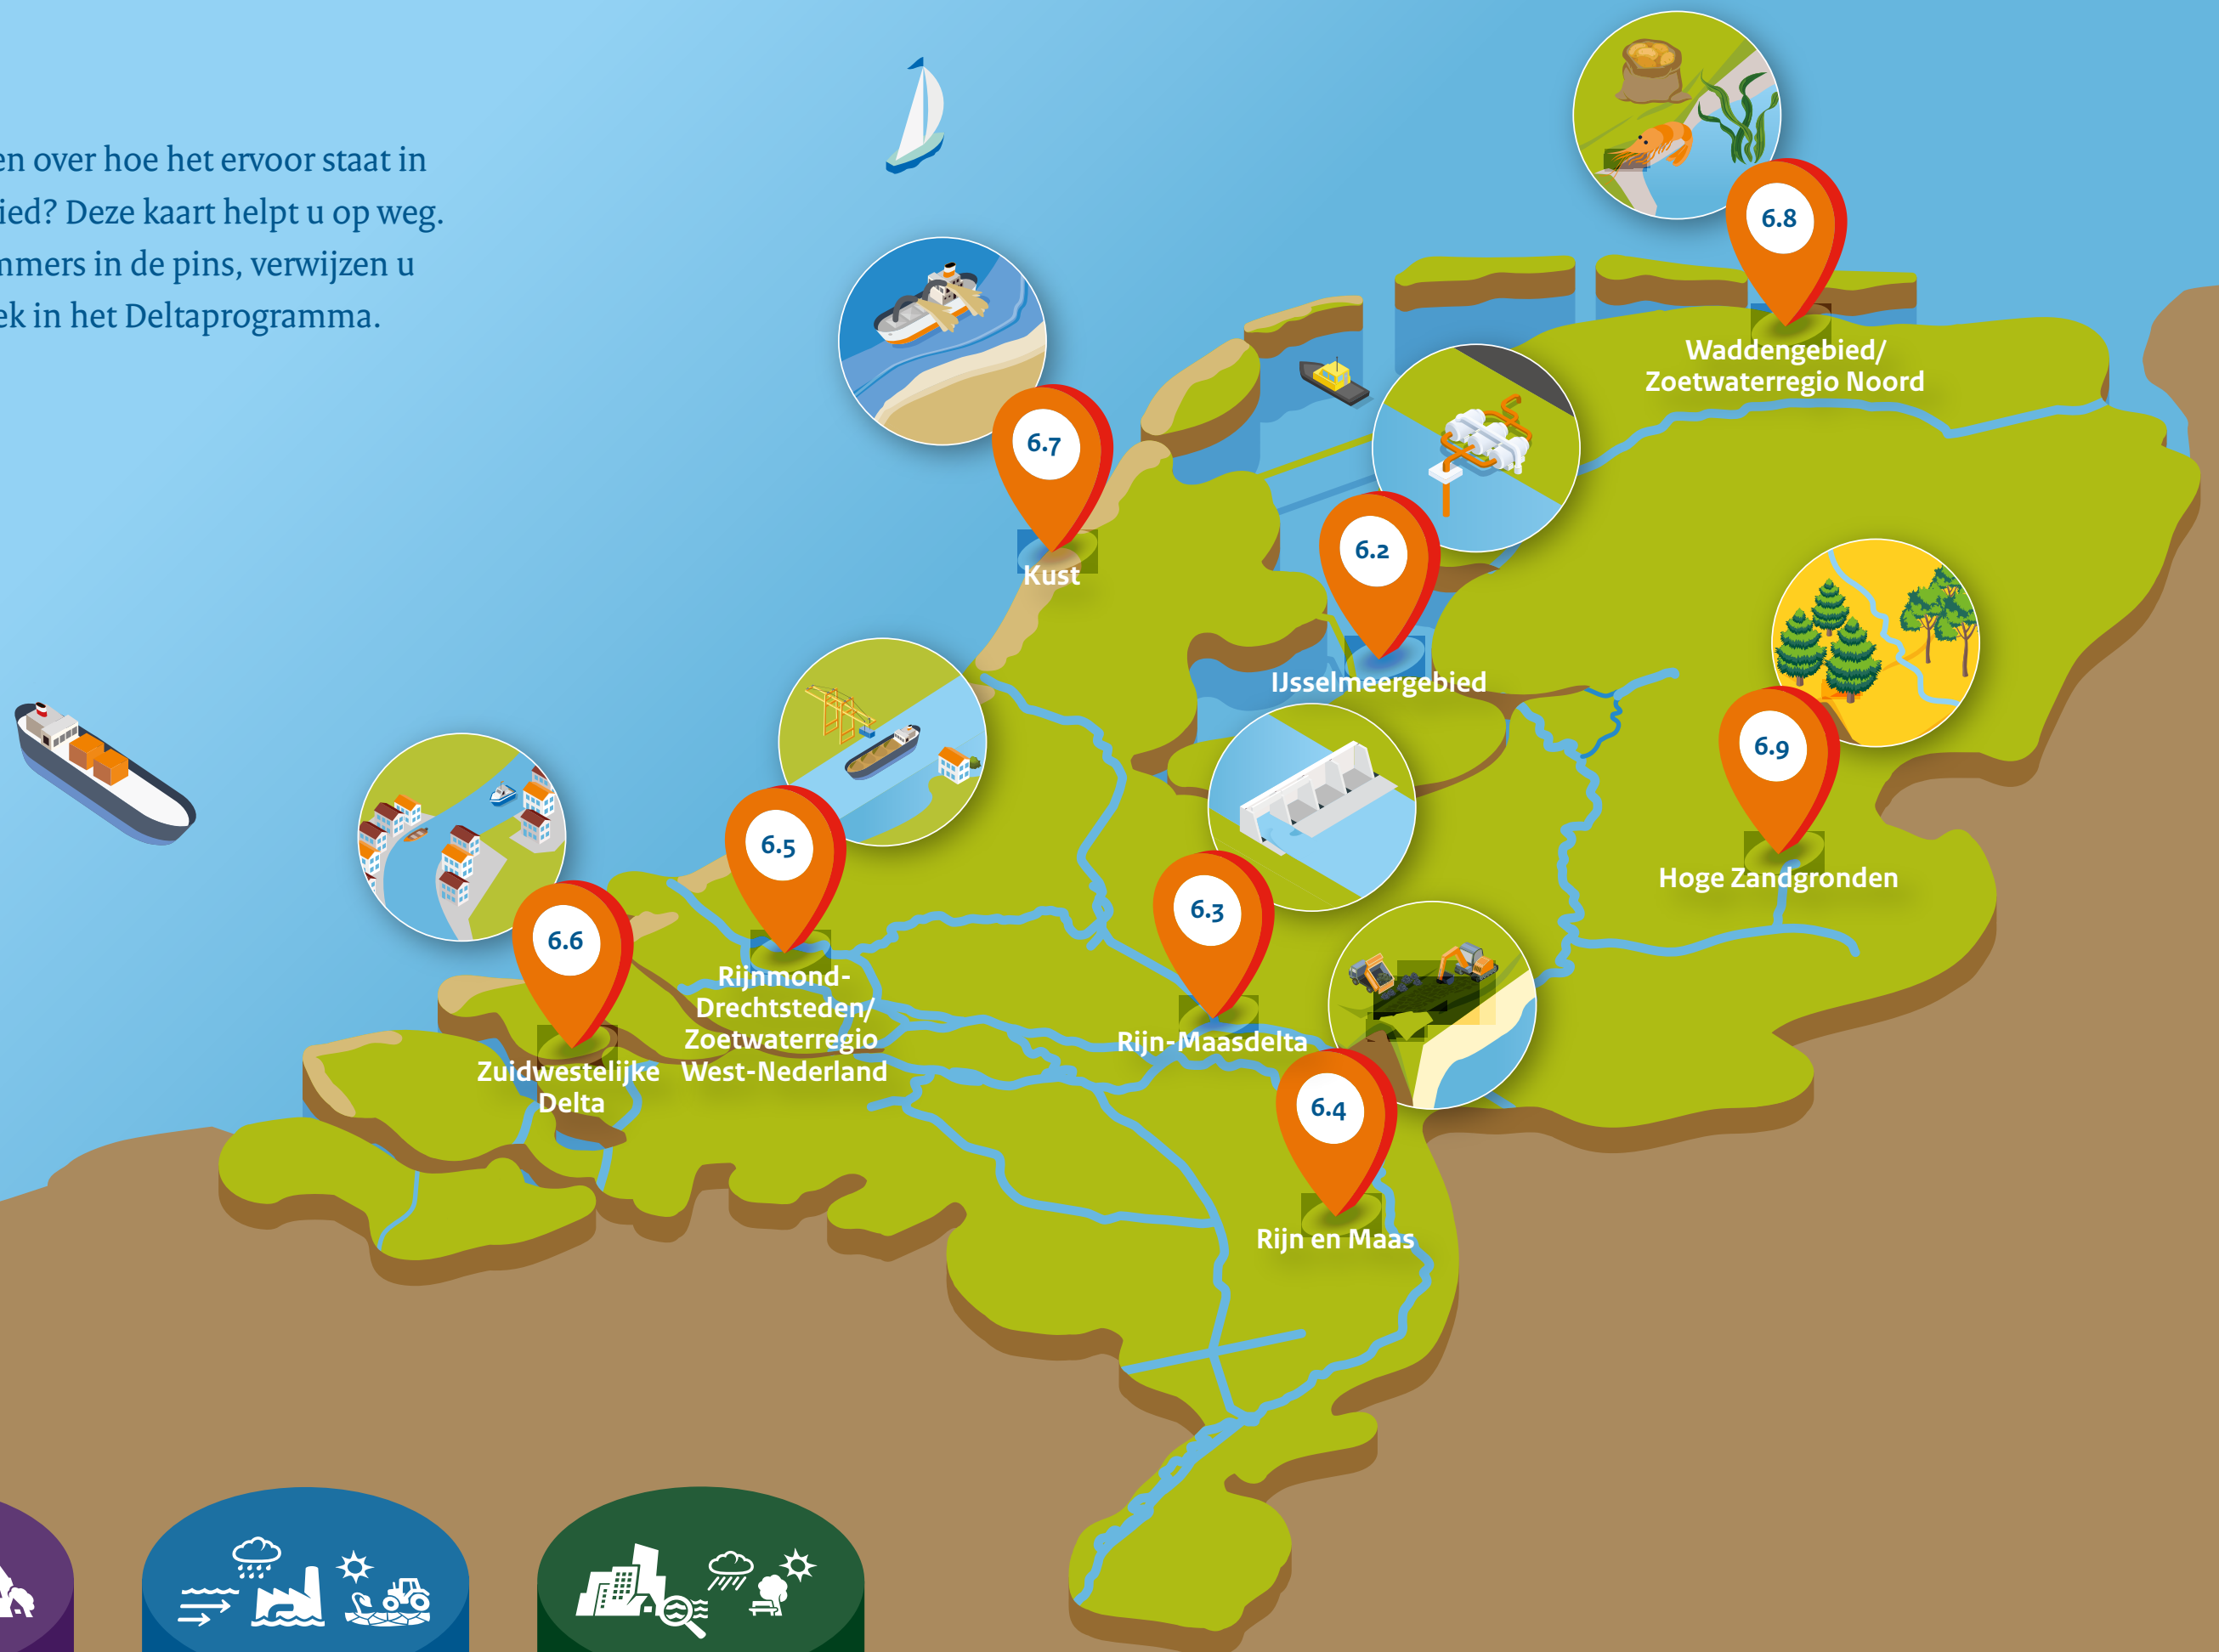 en over hoe het ervoor staat in
ied? Deze kaart helpt u op weg.
mmers in de pins, verwijzen u
ek in het Deltaprogramma.
6.8
Waddengebied/
Zoetwaterregio Noord
6.7
Kust
6.2
IJsselmeergebied
6.9
Hoge Zandgronden
6.5
Rijnmond-
Drechtsteden/
Zoetwaterregio
West-Nederland
6.3
Rijn-Maasdelta
6.6
Zuidwestelijke
Delta
6.4
Rijn en Maas